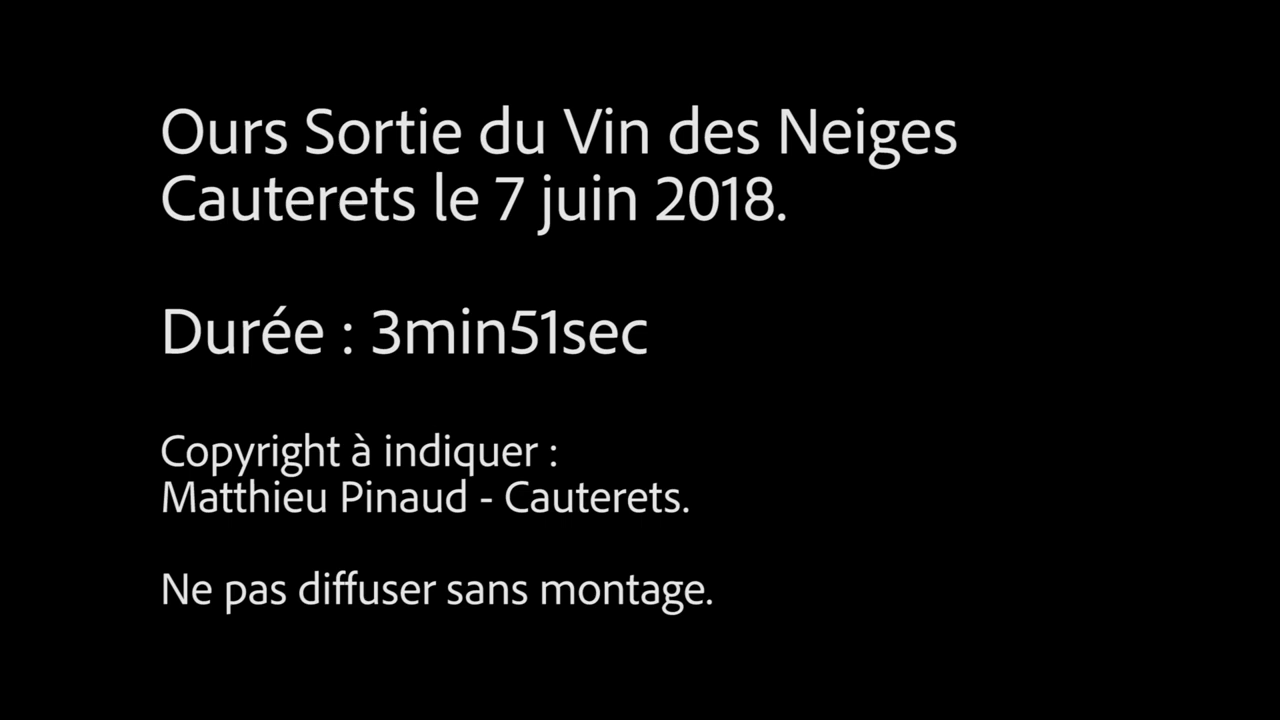 Ours Sortie du Vin des Neiges
Cauterets le 7 juin 2018.
Durée : 3min51sec
Copyright à indiquer :
Matthieu Pinaud - Cauterets.
Ne pas diffuser sans montage.